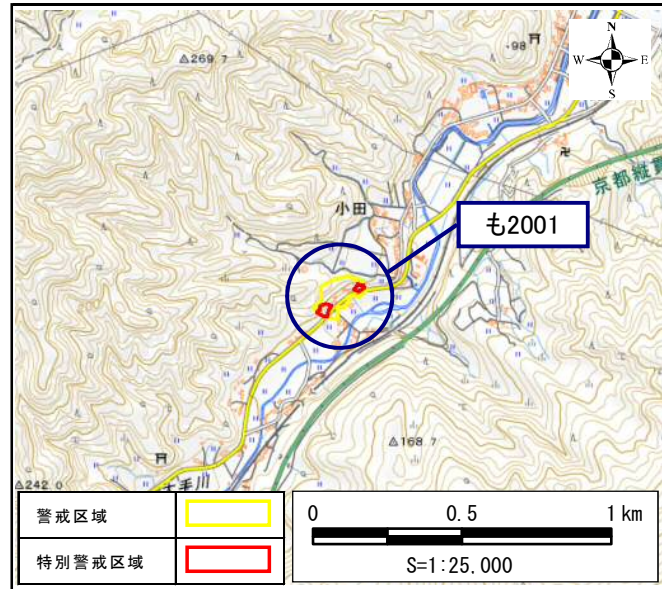 98
N
W E
S
269.7
京都縦貫
小田
も2001
168.7
242.0
大手川
警戒区域
特別警戒区域
0 0.5 1 km
S=1:25,000